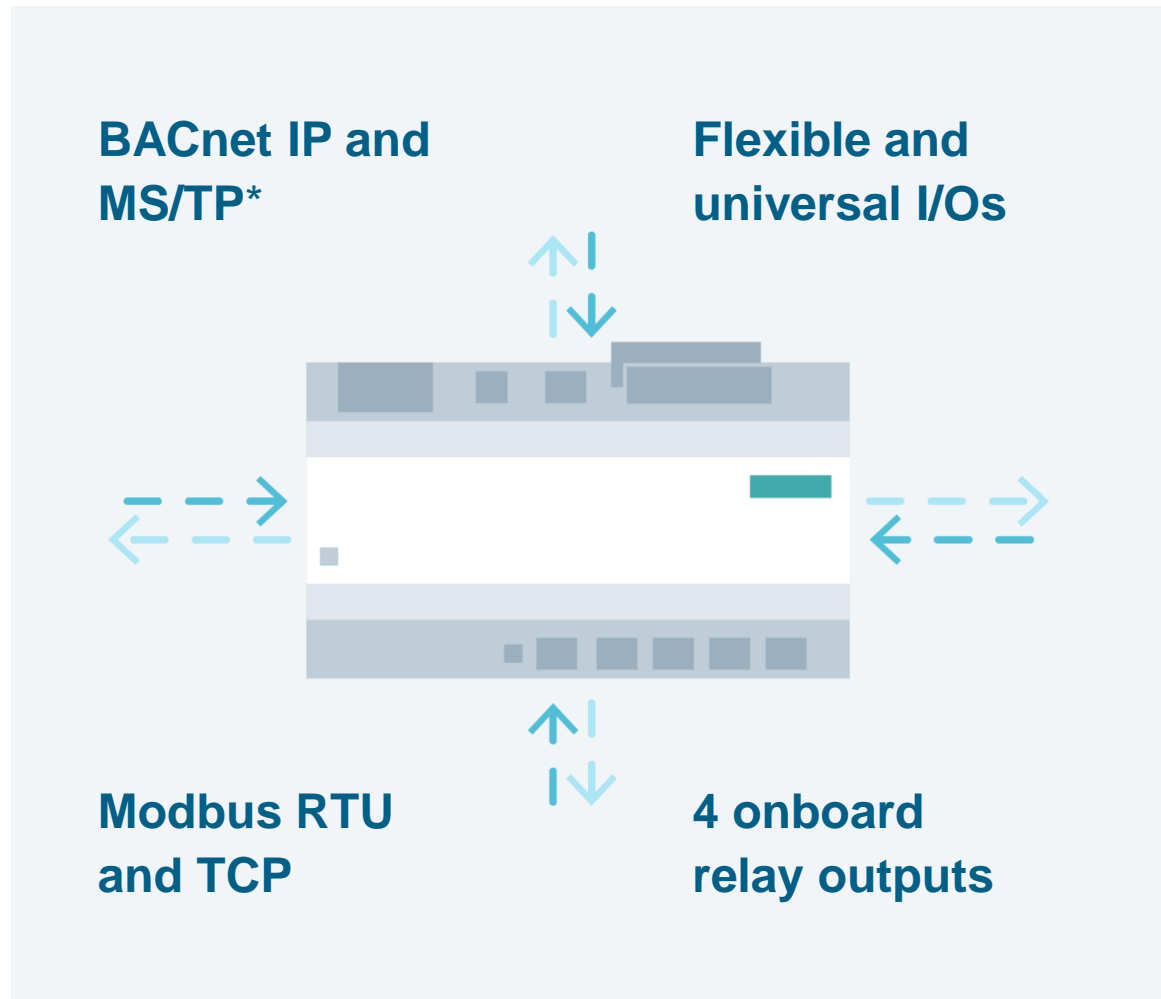 BACnet IP and
MS/TP*
Flexible and
universal I/Os
Modbus RTU
and TCP
4 onboard
relay outputs